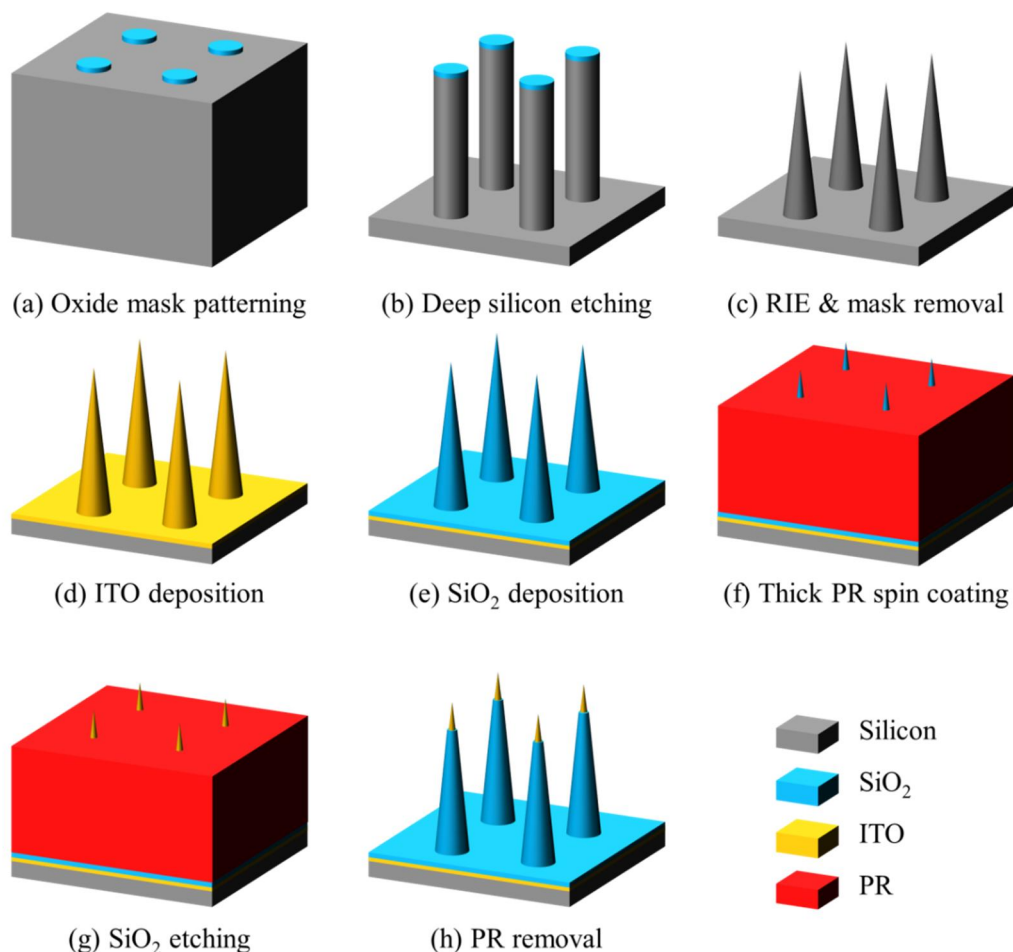 (a) Oxide mask patterning
(b) Deep silicon etching
(c) RIE & mask removal
(d) ITO deposition
(e) SiO₂ deposition
(f) Thick PR spin coating
(g) SiO₂ etching
(h) PR removal
Silicon
SiO₂
ITO
PR